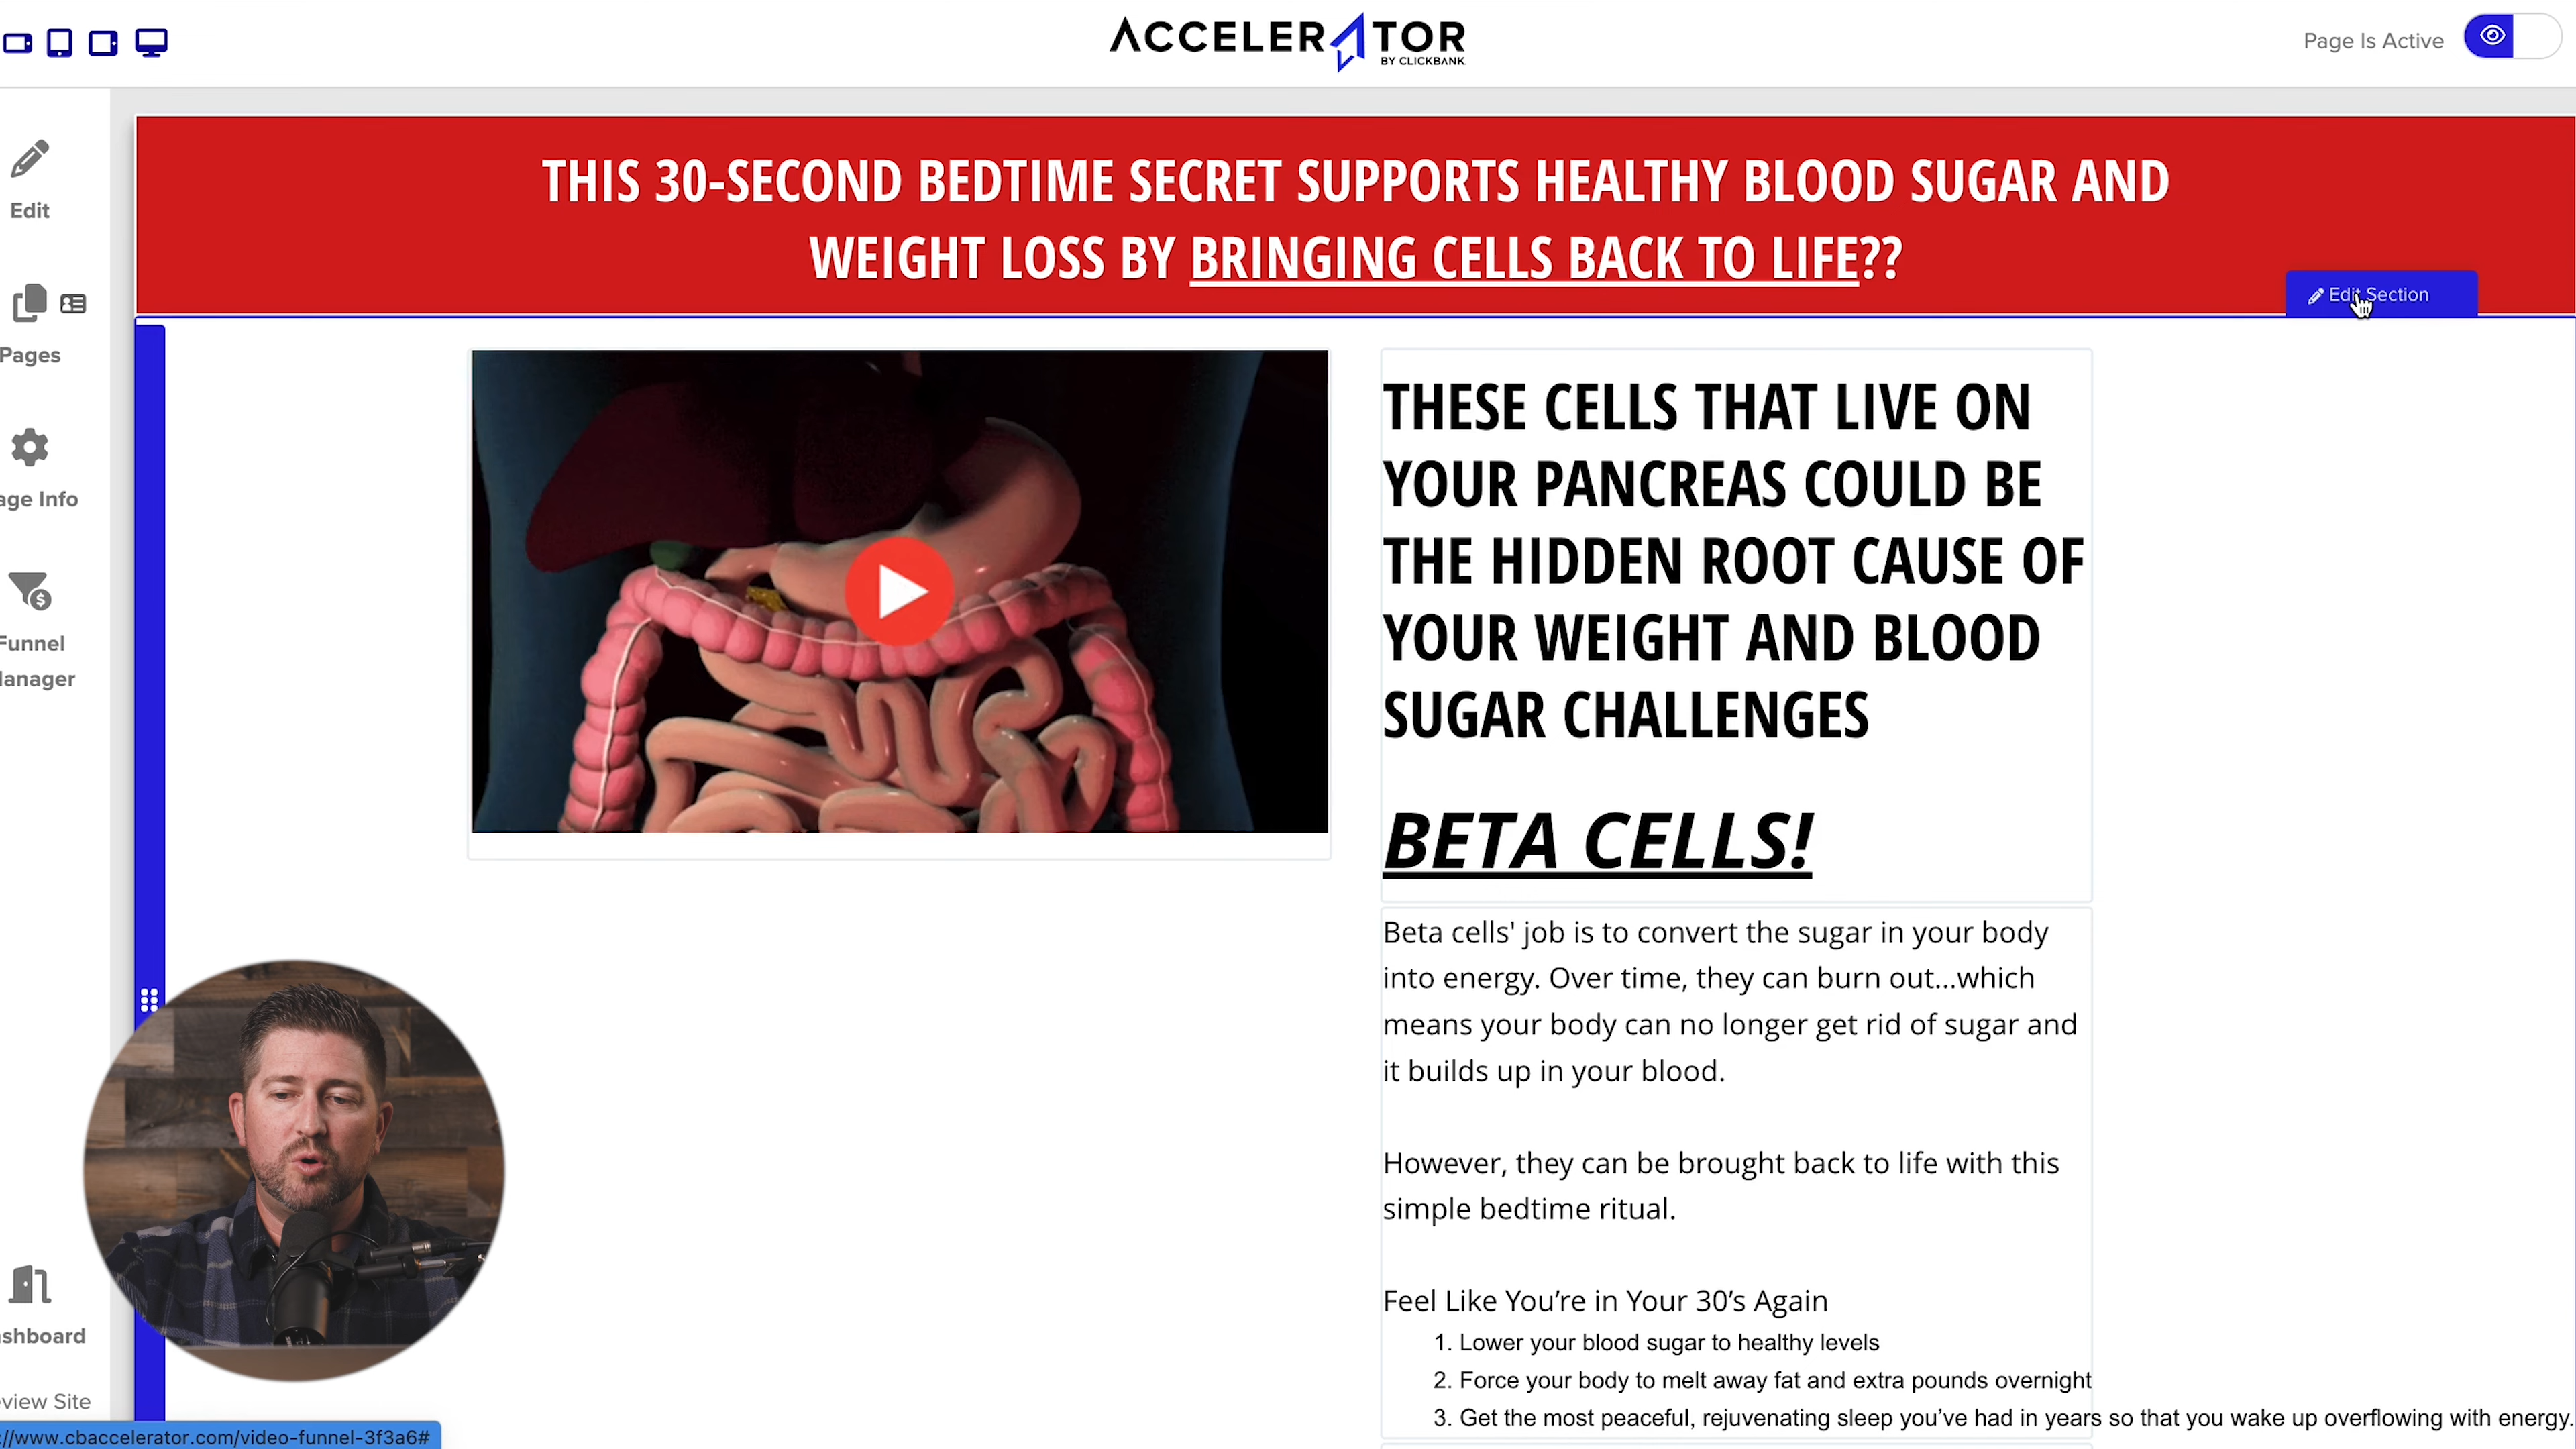 ACCELERATOR
BY CLICKBANK
Page Is Active
Edit
Pages
age Info
Funnel
anager
shboard
view Site
//www.cbaccelerator.com/video-funnel-3f3a6#
THIS 30-SECOND BEDTIME SECRET SUPPORTS HEALTHY BLOOD SUGAR AND
WEIGHT LOSS BY BRINGING CELLS BACK TO LIFE??
Edit Section
THESE CELLS THAT LIVE ON
YOUR PANCREAS COULD BE
THE HIDDEN ROOT CAUSE OF
YOUR WEIGHT AND BLOOD
SUGAR CHALLENGES
BETA CELLS!
Beta cells' job is to convert the sugar in your body
into energy. Over time, they can burn out...which
means your body can no longer get rid of sugar and
it builds up in your blood.
However, they can be brought back to life with this
simple bedtime ritual.
Feel Like You’re in Your 30’s Again
1. Lower your blood sugar to healthy levels
2. Force your body to melt away fat and extra pounds overnight
3. Get the most peaceful, rejuvenating sleep you’ve had in years so that you wake up overflowing with energy.